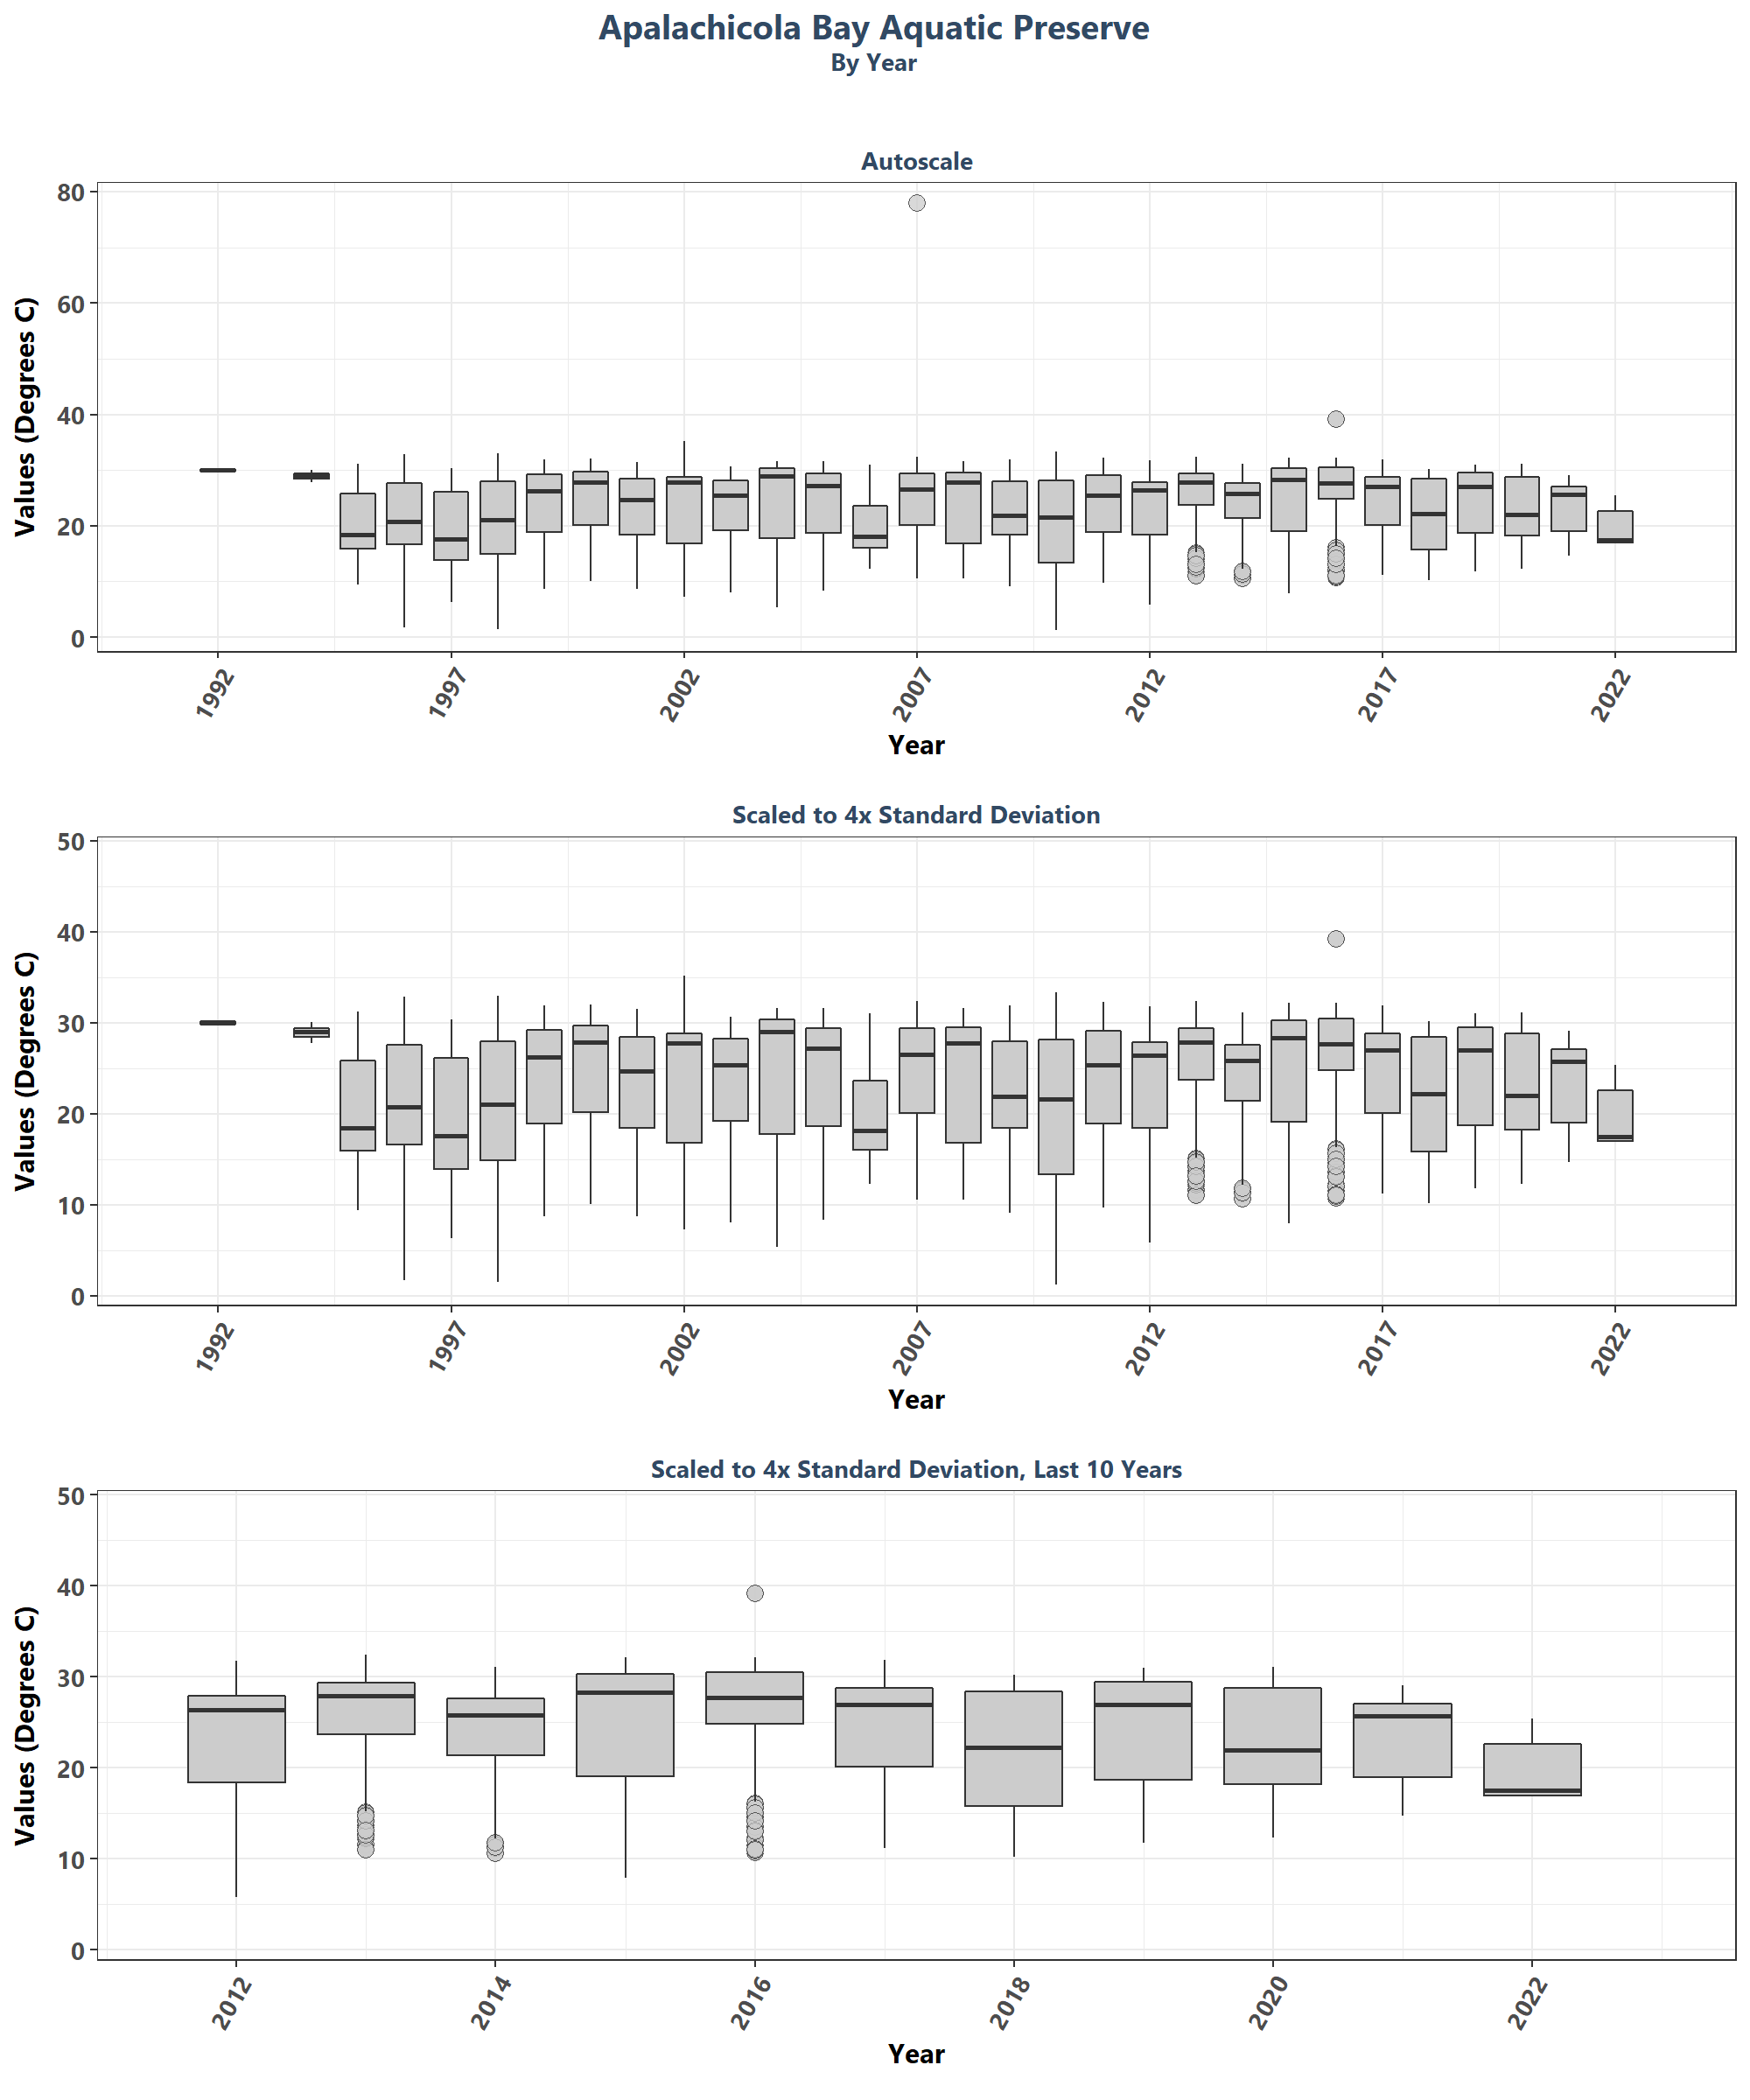 Apalachicola Bay Aquatic Preserve
By Year
Autoscale
Values (Degrees C)
80
60
40
20
0
1992 1997 2002 2007 2012 2017 2022
Year
Scaled to 4x Standard Deviation
Values (Degrees C)
50
40
30
20
10
0
1992 1997 2002 2007 2012 2017 2022
Year
Scaled to 4x Standard Deviation, Last 10 Years
Values (Degrees C)
50
40
30
20
10
0
2012 2014 2016 2018 2020 2022
Year